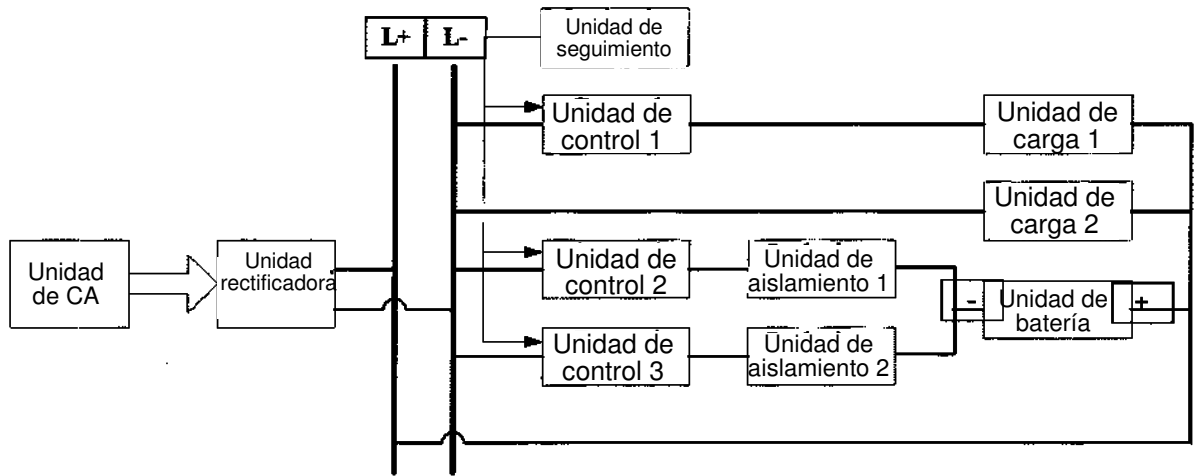 L+ L-
Unidad de
seguimiento
Unidad de
control 1
Unidad de
carga 1
Unidad de
carga 2
Unidad
de CA
Unidad
rectificadora
Unidad de
control 2
Unidad de
aislamiento 1
-
Unidad de
batería
+
Unidad de
control 3
Unidad de
aislamiento 2